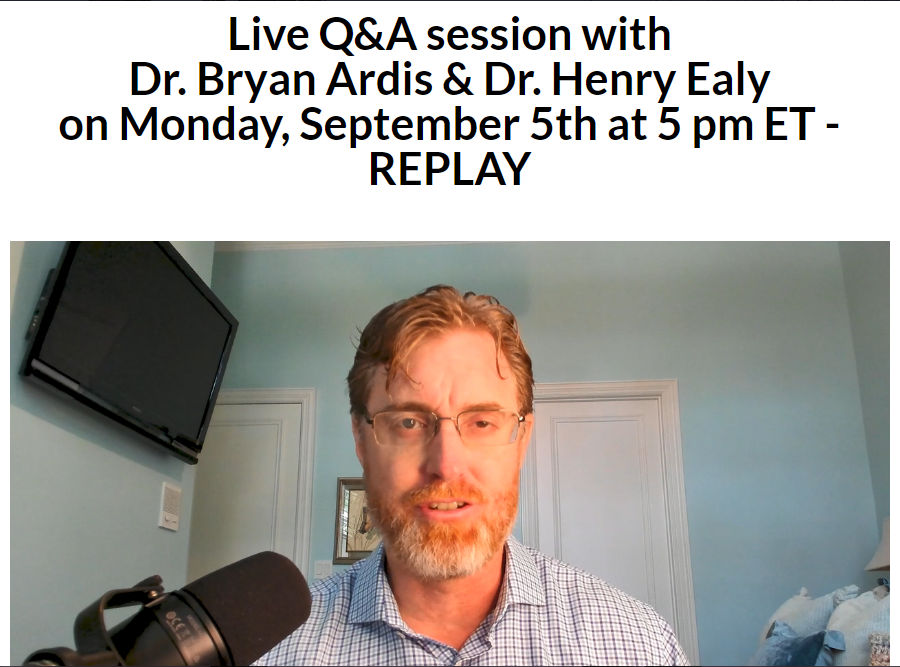 Live Q&A session with
Dr. Bryan Ardis & Dr. Henry Ealy
on Monday, September 5th at 5 pm ET -
REPLAY